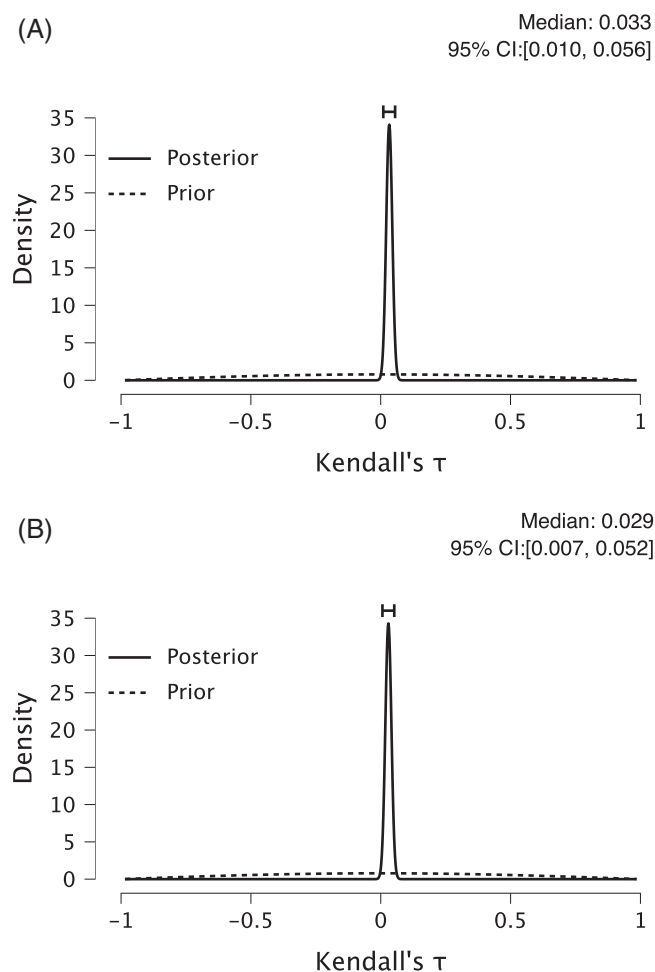 (A)
Median: 0.033
95% CI:[0.010, 0.056]
35
30
25
20
15
10
5
0
Density
Posterior
Prior
−1 −0.5 0 0.5 1
Kendall's τ
(B)
Median: 0.029
95% CI:[0.007, 0.052]
35
30
25
20
15
10
5
0
Density
Posterior
Prior
−1 −0.5 0 0.5 1
Kendall's τ